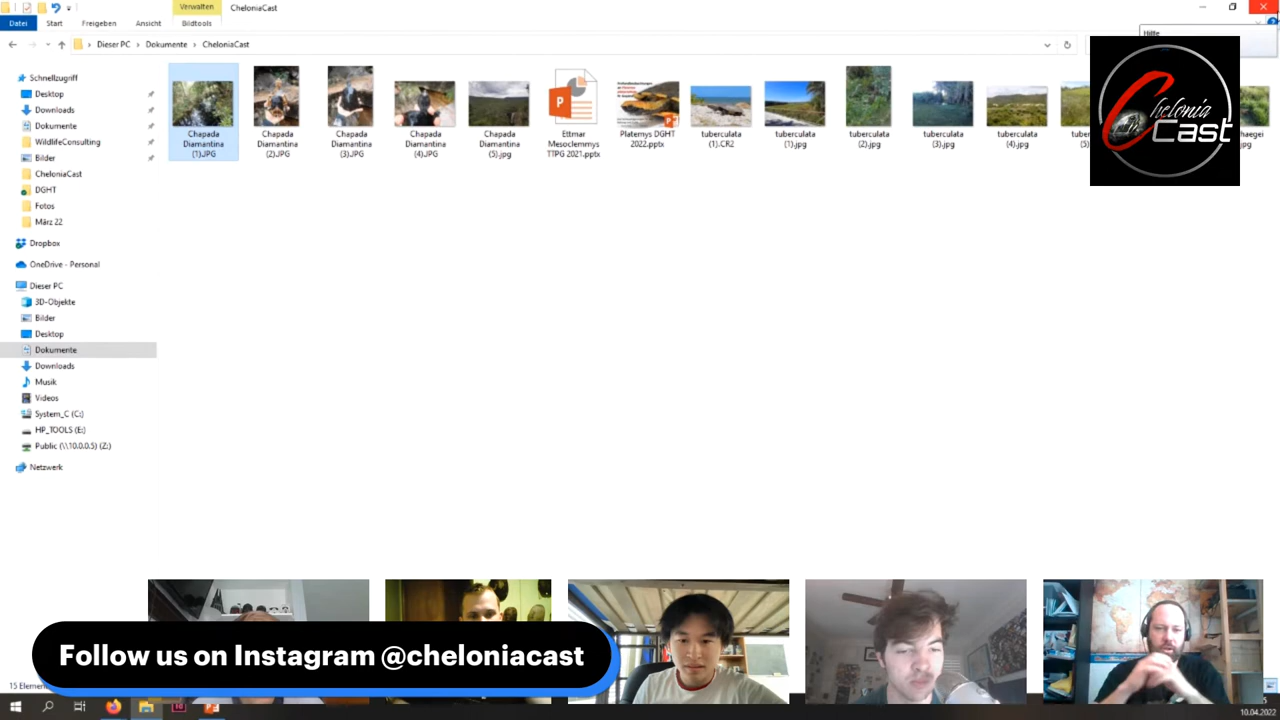 Verwalten
CheloniaCast
Datei
Start
Freigeben
Ansicht
Bildtools
Dieser PC
Dokumente
CheloniaCast
Hilfe
Chelonia
Cast
Schnellzugriff
Desktop
Downloads
Dokumente
WildlifeConsulting
Bilder
CheloniaCast
DGHT
Fotos
März 22
Dropbox
OneDrive - Personal
Dieser PC
3D-Objekte
Bilder
Desktop
Dokumente
Downloads
Musik
Videos
System_C (C:)
HP_TOOLS (E:)
Public (\\10.0.0.5) (Z:)
Netzwerk
Chapada
Diamantina
(1).JPG
Chapada
Diamantina
(2).JPG
Chapada
Diamantina
(3).JPG
Chapada
Diamantina
(4).JPG
Chapada
Diamantina
(5).jpg
Ettmar
Mesoclemmys
TTPG 2021.pptx
Platemys DGHT
2022.pptx
tuberculata
(1).CR2
tuberculata
(1).jpg
tuberculata
(2).jpg
tuberculata
(3).jpg
tuberculata
(4).jpg
Follow us on Instagram @cheloniacast
15 Elemen
10.04.2022